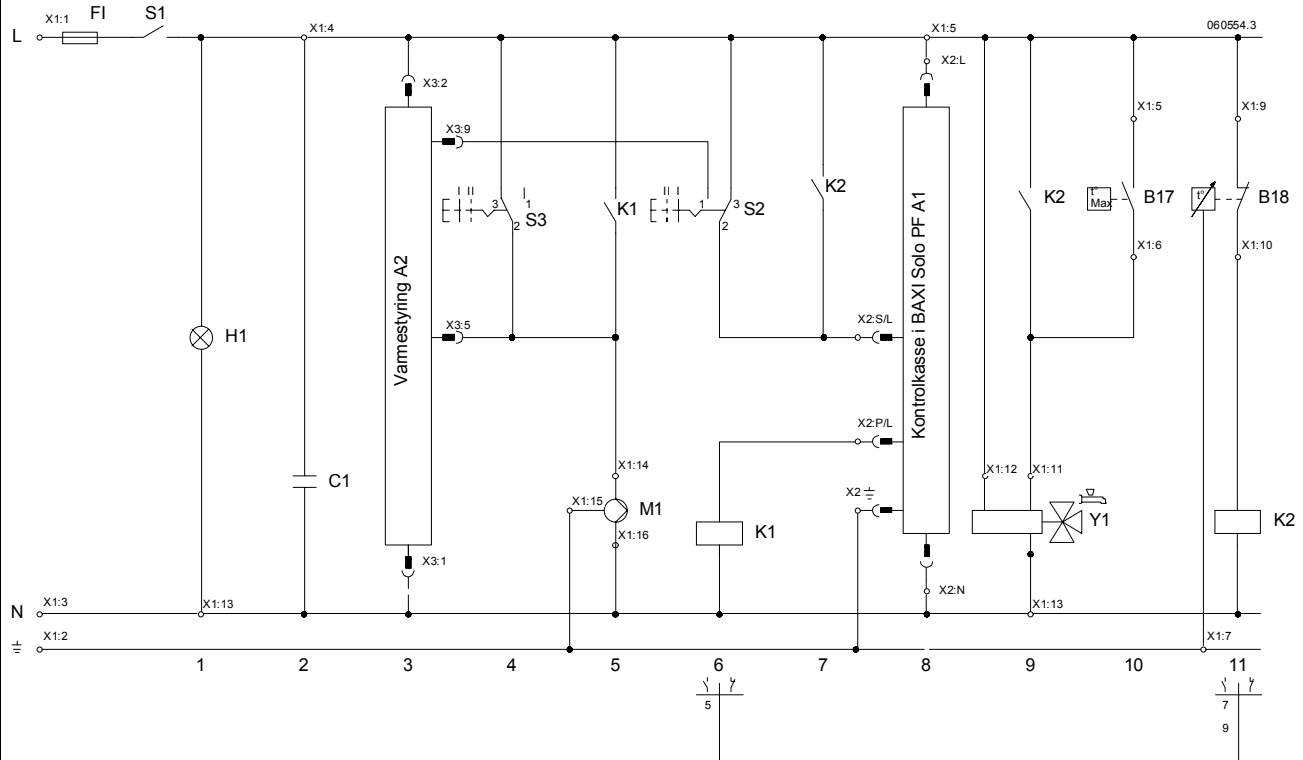 L X1:1 FI S1 X1:4 X1:5 060554.3
X2:L
X3:2 X1:5 X1:9
X3:9
K2 K2 t° Max B17 t° B18
3 1 2 S3 K1 1 3 2 S2
X1:6 X1:10
Varmestyring A2
Kontrolkasse i BAXI Solo PF A1
H1 X3:5 X2:S/L
X2:P/L
C1 X1:14 X1:12 X1:11
X1:15 M1 X2 Y1
K1 K2
X1:16
X3:1
X2:N
N X1:3 X1:13 X1:13
X1:2 X1:7
1 2 3 4 5 6 7 8 9 10 11
5 7
9